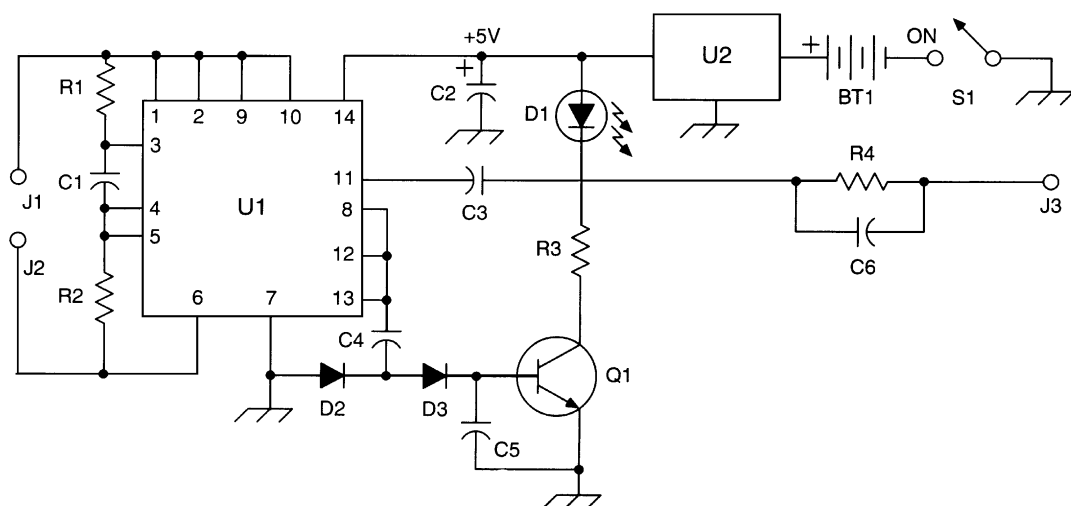 +5V
ON
U2
+
R1
+
C2
BT1
S1
1
2
9
10
14
D1
3
R4
C1
11
J1
4
U1
8
C3
J3
5
R3
J2
12
C6
R2
6
7
13
C4
Q1
D2
D3
C5